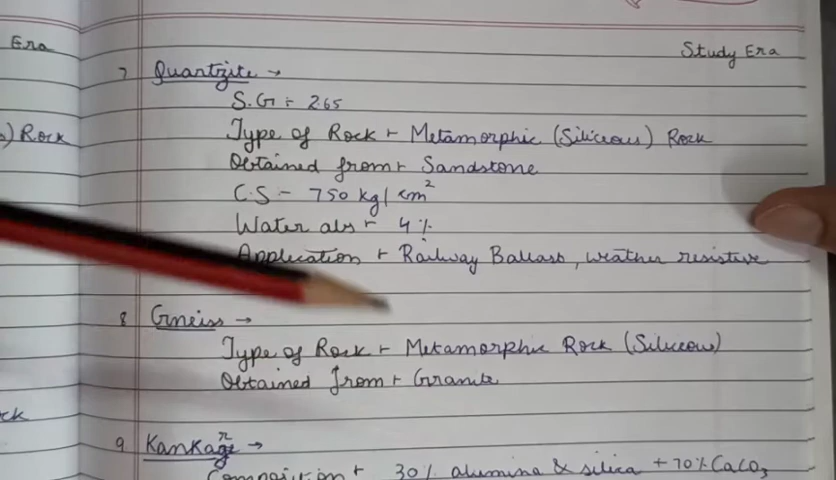 Era
Study Era
7 Quartzite →
S.G :- 2.65
) Rock
Type of Rock :- Metamorphic (Siliceous) Rock
Obtained from :- Sandstone
C.S - 750 kg/cm²
Water abs :- 4%
Application :- Railway Ballast, weather resistive
8 Gneiss →
Type of Rock :- Metamorphic Rock (Siliceous)
Obtained from :- Granite
ck
9 Kankar →
Composition :- 30% alumina & silica + 70% CaCO3